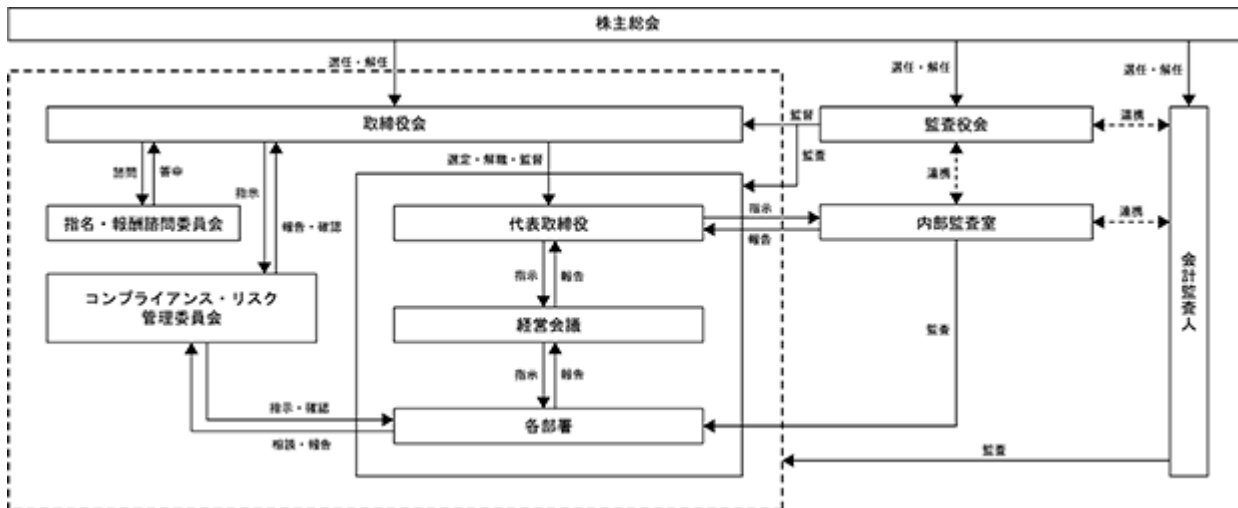 株主総会
選任・解任
選任・解任
選任・解任
取締役会
監督
監査役会
連携
監査
諮問
答申
指示
報告・確認
選定・解職・監督
連携
指名・報酬諮問委員会
代表取締役
指示
報告
内部監査室
連携
会計監査人
コンプライアンス・リスク
管理委員会
指示
報告
経営会議
監査
指示
報告
指示・確認
各部署
相談・報告
監査